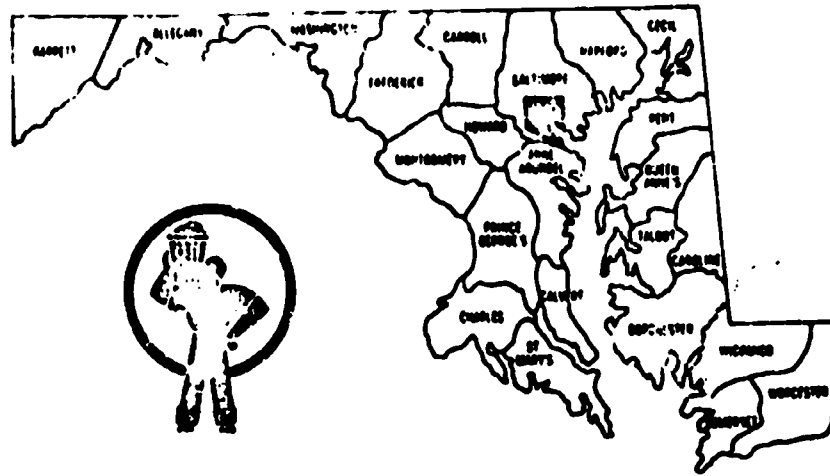 GARRETT
ALLEGANY
WASHINGTON
FREDERICK
CARROLL
BALTIMORE
HARFORD
CECIL
HOWARD
MONTGOMERY
ANNE
ARUNDEL
KENT
QUEEN
ANNE'S
PRINCE
GEORGE'S
TALBOT
CAROLINE
CALVERT
CHARLES
ST
MARY'S
DORCHESTER
WICOMICO
WORCESTER
SOMERSET